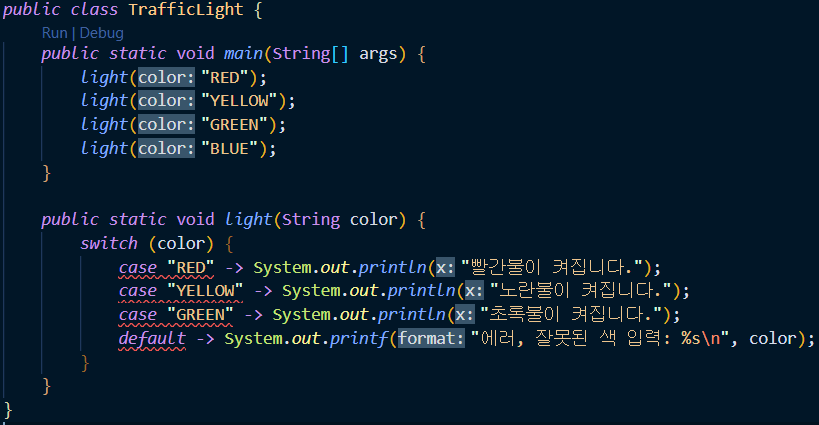 public class TrafficLight {
Run | Debug
public static void main(String[] args) {
light(color: "RED");
light(color: "YELLOW");
light(color: "GREEN");
light(color: "BLUE");
}
public static void light(String color) {
switch (color) {
case "RED" -> System.out.println(x: "빨간불이 켜집니다.");
case "YELLOW" -> System.out.println(x: "노란불이 켜집니다.");
case "GREEN" -> System.out.println(x: "초록불이 켜집니다.");
default -> System.out.printf(format: "에러, 잘못된 색 입력: %s\n", color);
}
}
}